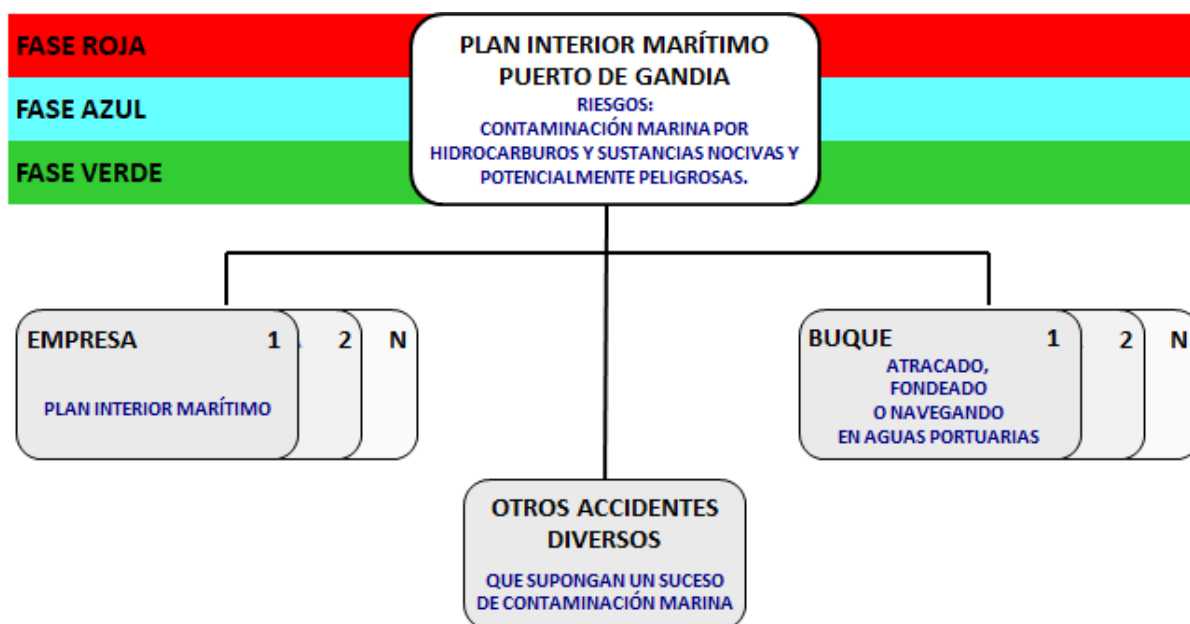 FASE ROJA
FASE AZUL
FASE VERDE
PLAN INTERIOR MARÍTIMO
PUERTO DE GANDIA
RIESGOS:
CONTAMINACIÓN MARINA POR
HIDROCARBUROS Y SUSTANCIAS NOCIVAS Y
POTENCIALMENTE PELIGROSAS.
EMPRESA 1 2 N
PLAN INTERIOR MARÍTIMO
BUQUE 1 2 N
ATRACADO,
FONDEADO
O NAVEGANDO
EN AGUAS PORTUARIAS
OTROS ACCIDENTES
DIVERSOS
QUE SUPONGAN UN SUCESO
DE CONTAMINACIÓN MARINA